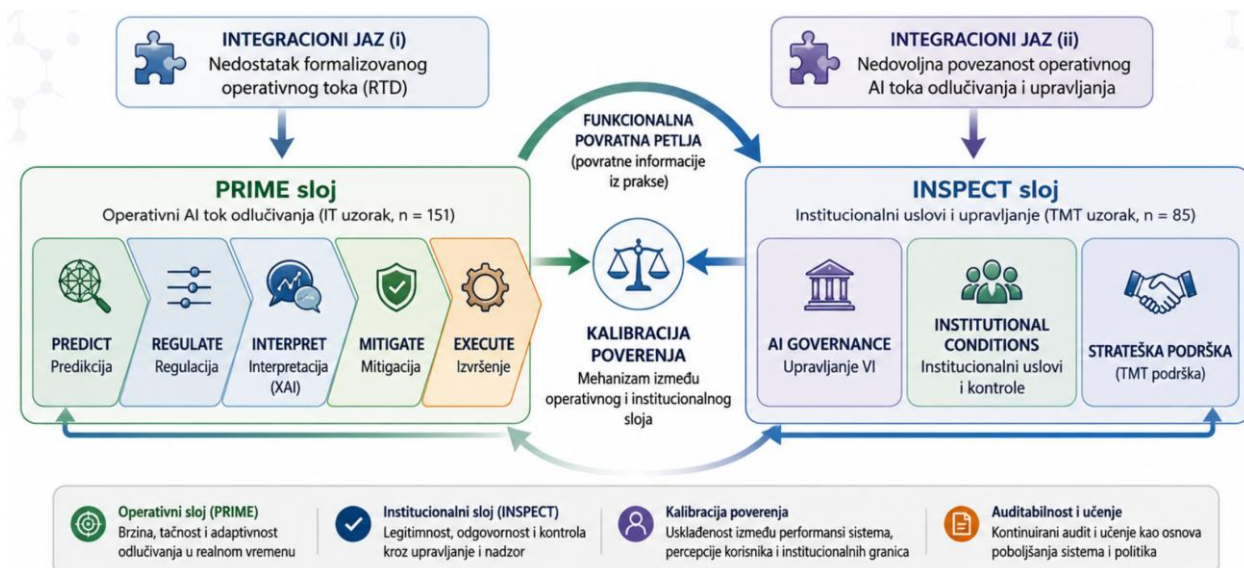 INTEGRACIONI JAZ (i)
Nedostatak formalizovanog
operativnog toka (RTD)
INTEGRACIONI JAZ (ii)
Nedovoljna povezanost operativnog
AI toka odlučivanja i upravljanja
FUNKCIONALNA
POVRATNA PETLJA
(povratne informacije
iz prakse)
PRIME sloj
Operativni AI tok odlučivanja (IT uzorak, n = 151)
PREDICT
Predikcija
REGULATE
Regulacija
INTERPRET
Interpretacija
(XAI)
MITIGATE
Mitigacija
EXECUTE
Izvršenje
KALIBRACIJA
POVERENJA
Mehanizam između
operativnog i institucionalnog
sloja
INSPECT sloj
Institucionalni uslovi i upravljanje (TMT uzorak, n = 85)
AI GOVERNANCE
Upravljanje VI
INSTITUTIONAL
CONDITIONS
Institucionalni uslovi
i kontrole
STRATEŠKA PODRŠKA
(TMT podrška)
Operativni sloj (PRIME)
Brzina, tačnost i adaptivnost
odlučivanja u realnom vremenu
Institucionalni sloj (INSPECT)
Legitimnost, odgovornost i kontrola
kroz upravljanje i nadzor
Kalibracija poverenja
Usklađenost između performansi sistema,
percepcije korisnika i institucionalnih granica
Auditabilnost i učenje
Kontinuirani audit i učenje kao osnova
poboljšanja sistema i politika